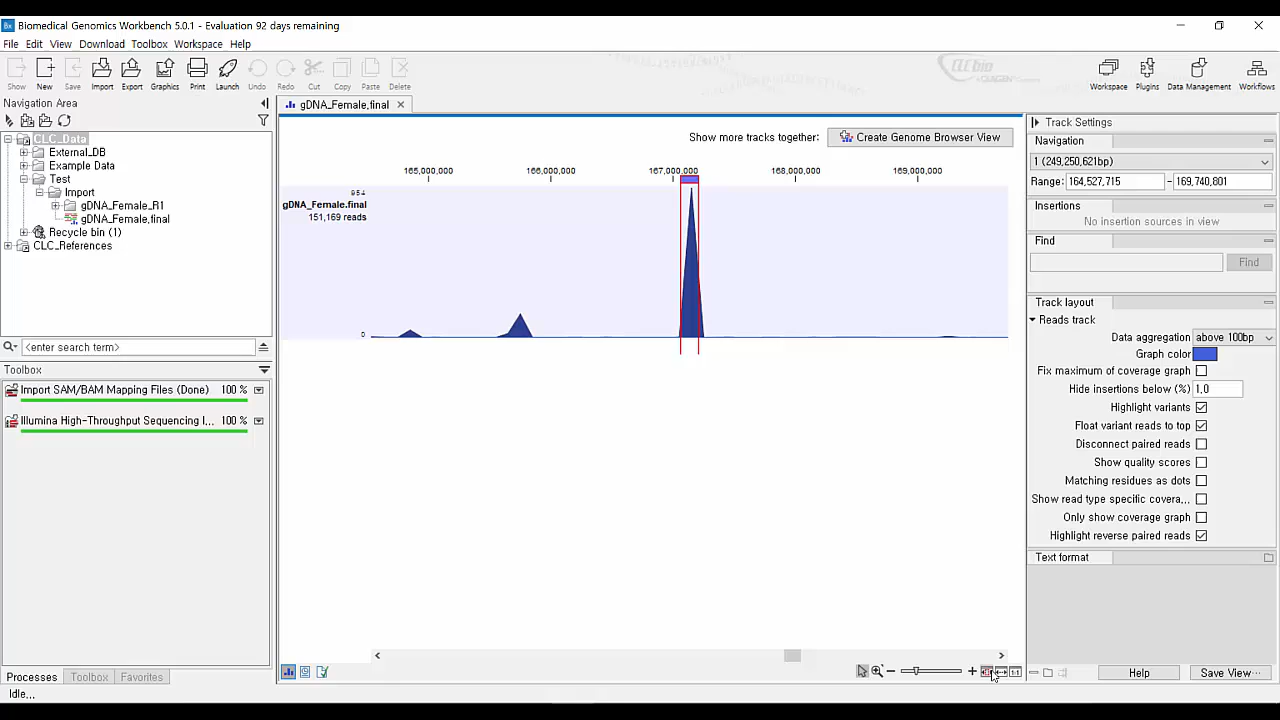 Biomedical Genomics Workbench 5.0.1 - Evaluation 92 days remaining
File Edit View Download Toolbox Workspace Help
Show New Save Import Export Graphics Print Launch Undo Redo Cut Copy Paste Delete
CLC bio
Workspace Plugins Data Management Workflows
Navigation Area
gDNA_Female,final
CLC_Data
External_DB
Example Data
Test
Import
gDNA_Female_R1
gDNA_Female,final
Recycle bin (1)
CLC_References
<enter search term>
Toolbox
Import SAM/BAM Mapping Files (Done) 100 %
Illumina High-Throughput Sequencing I... 100 %
Processes Toolbox Favorites
Idle...
Show more tracks together: Create Genome Browser View
165,000,000 166,000,000 167,000,000 168,000,000 169,000,000
954
gDNA_Female.final
151,169 reads
0
Track Settings
Navigation
1 (249,250,621bp)
Range: 164,527,715 - 169,740,801
Insertions
No insertion sources in view
Find
Find
Track layout
Reads track
Data aggregation above 100bp
Graph color
Fix maximum of coverage graph
Hide insertions below (%) 1,0
Highlight variants
Float variant reads to top
Disconnect paired reads
Show quality scores
Matching residues as dots
Show read type specific covera...
Only show coverage graph
Highlight reverse paired reads
Text format
Help Save View...